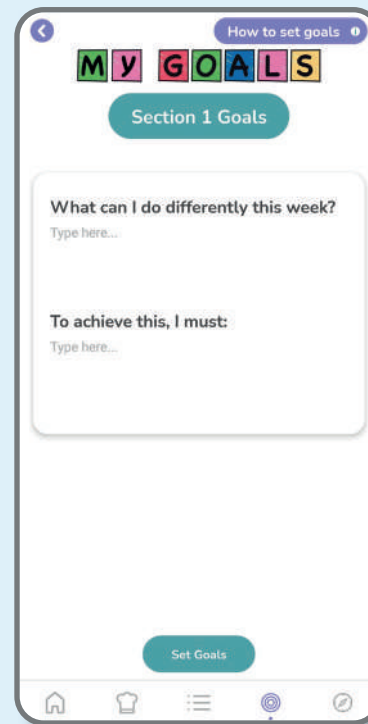 How to set goals
MY GOALS
Section 1 Goals
What can I do differently this week?
Type here...
To achieve this, I must:
Type here...
Set Goals